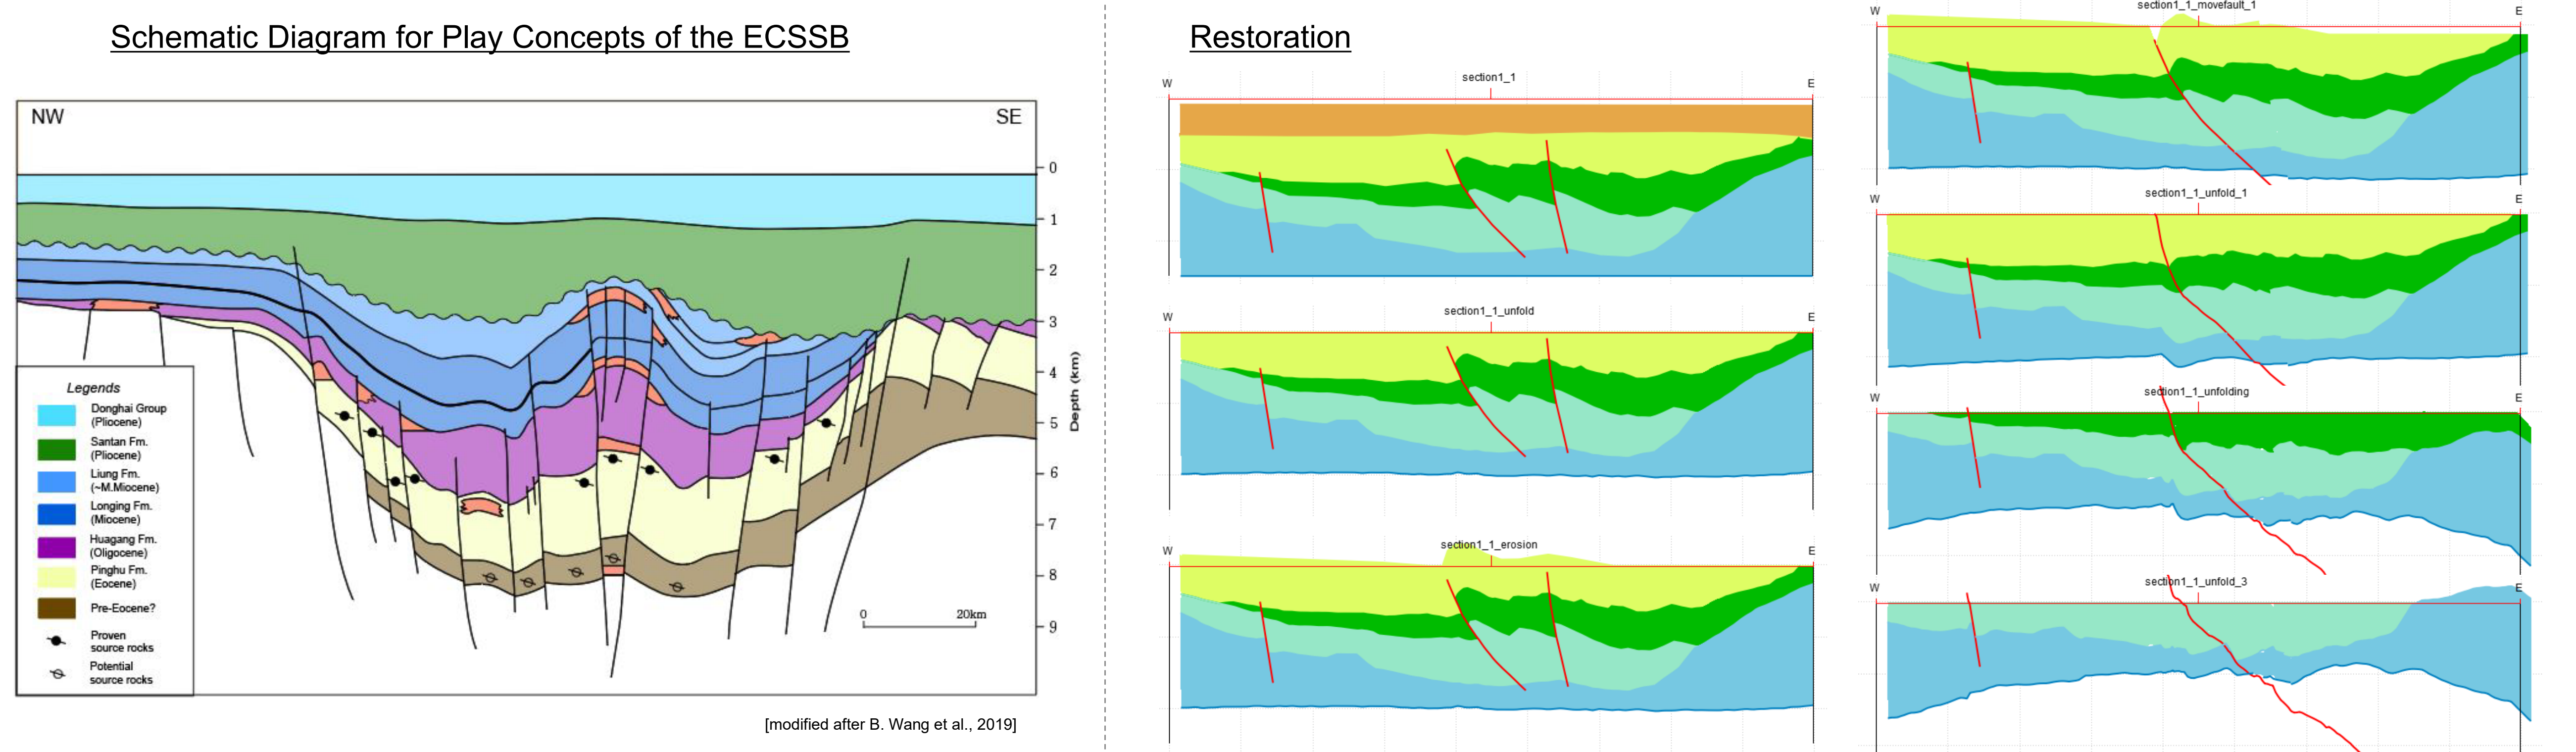 Schematic Diagram for Play Concepts of the ECSSB
NW
SE
0
1
2
3
4
5
6
7
8
9
Depth (km)
Legends
Donghai Group
(Pliocene)
Santan Fm.
(Pliocene)
Liung Fm.
(~M.Miocene)
Longing Fm.
(Miocene)
Huagang Fm.
(Oligocene)
Pinghu Fm.
(Eocene)
Pre-Eocene?
Proven
source rocks
Potential
source rocks
0 20km
[modified after B. Wang et al., 2019]
Restoration
section1_1
W E
section1_1_unfold
W E
section1_1_erosion
W E
section1_1_movefault_1
W E
section1_1_unfold_1
W E
section1_1_unfolding
W E
section1_1_unfold_3
W E